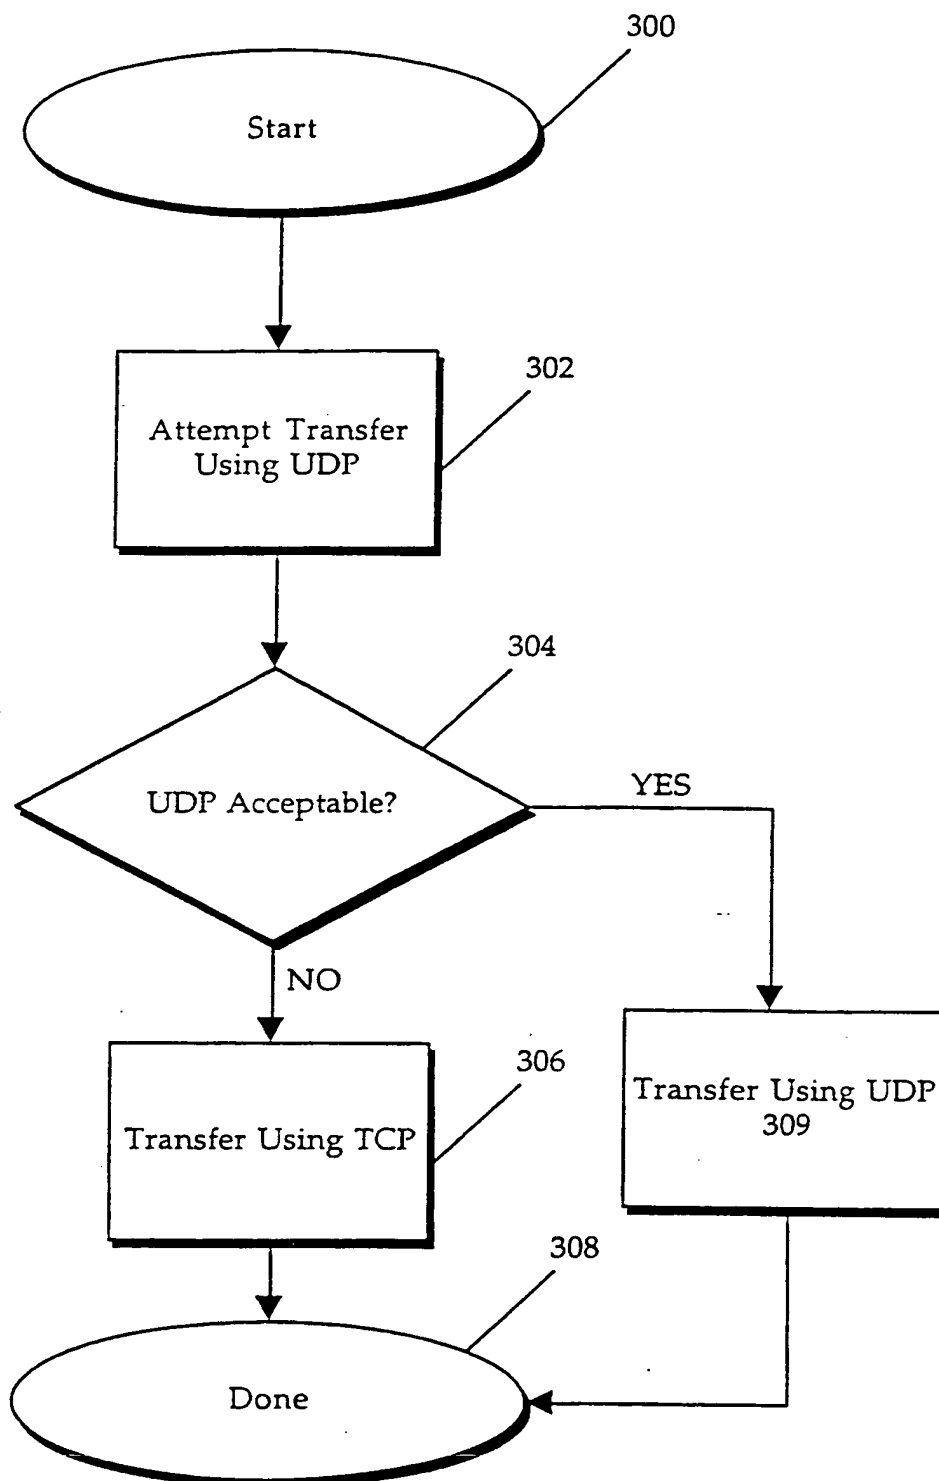 300
Start
302
Attempt Transfer
Using UDP
304
UDP Acceptable?
YES
NO
306
Transfer Using TCP
Transfer Using UDP
309
308
Done